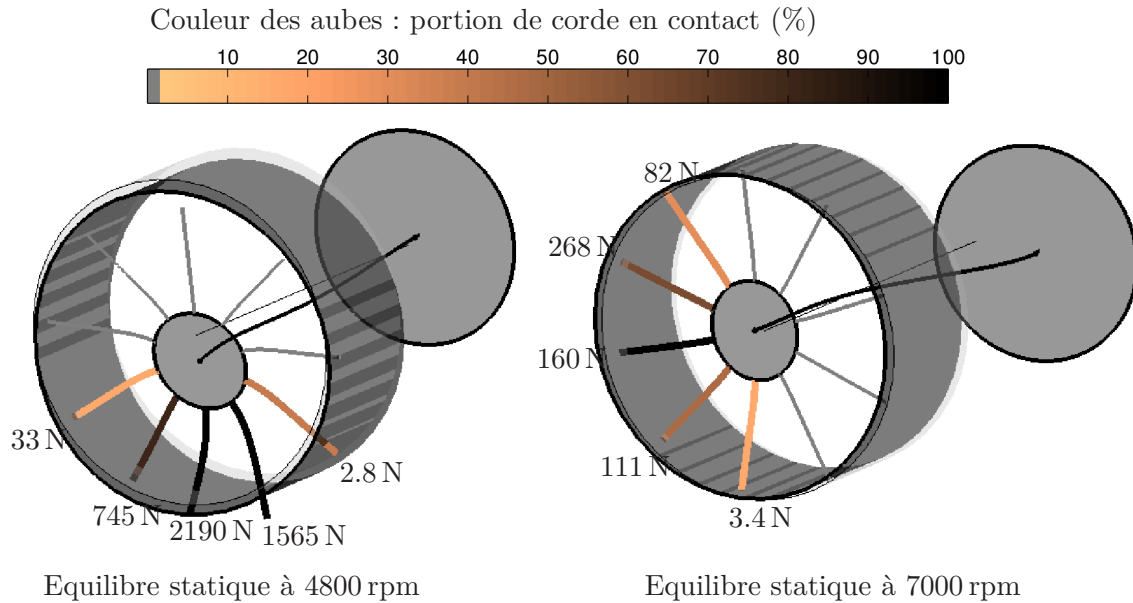 Couleur des aubes : portion de corde en contact (%)
10 20 30 40 50 60 70 80 90 100
82 N
268 N
160 N
111 N
3.4 N
33 N
745 N
2190 N
1565 N
2.8 N
Equilibre statique à 4800 rpm
Equilibre statique à 7000 rpm